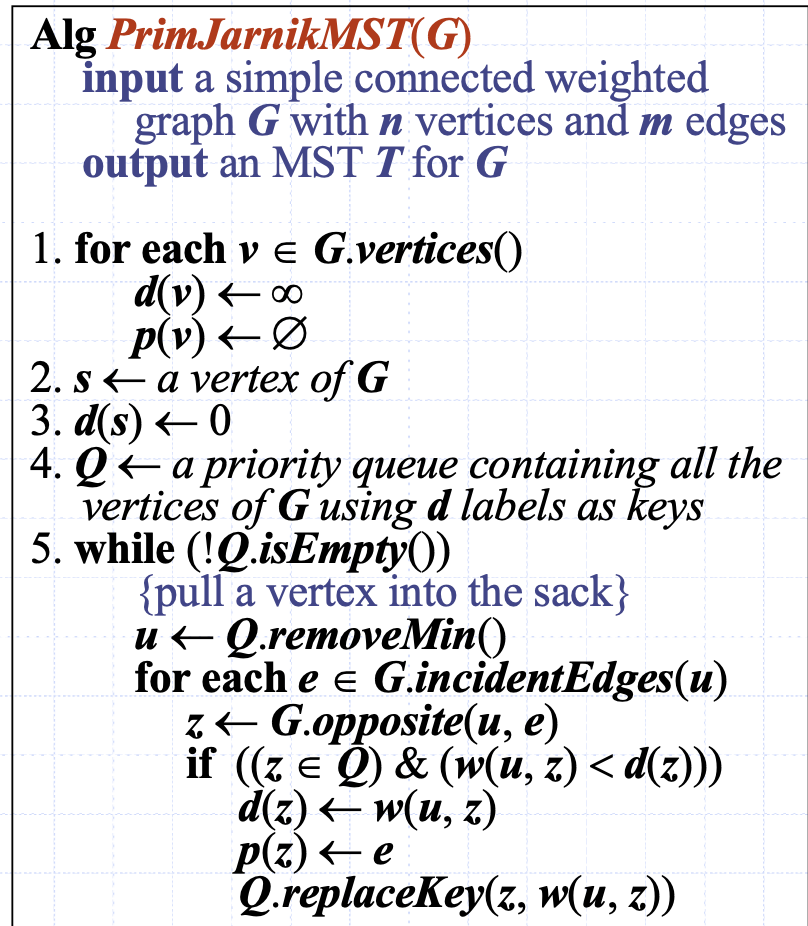 Alg PrimJarnikMST(G)
input a simple connected weighted
graph G with n vertices and m edges
output an MST T for G
1. for each v ∈ G.vertices()
d(v) ← ∞
p(v) ← ∅
2. s ← a vertex of G
3. d(s) ← 0
4. Q ← a priority queue containing all the
vertices of G using d labels as keys
5. while (!Q.isEmpty())
{pull a vertex into the sack}
u ← Q.removeMin()
for each e ∈ G.incidentEdges(u)
z ← G.opposite(u, e)
if ((z ∈ Q) & (w(u, z) < d(z)))
d(z) ← w(u, z)
p(z) ← e
Q.replaceKey(z, w(u, z))